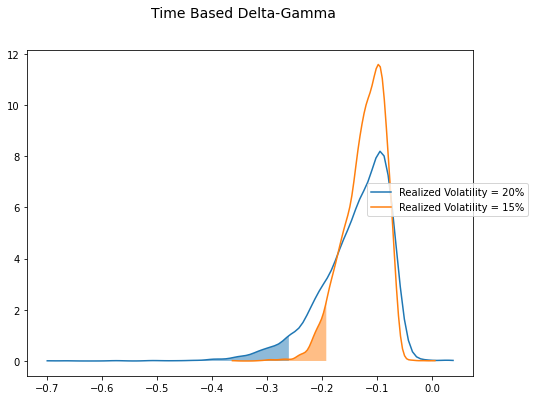 Time Based Delta-Gamma
12
10
8
6
4
2
0
Realized Volatility = 20%
Realized Volatility = 15%
−0.7 −0.6 −0.5 −0.4 −0.3 −0.2 −0.1 0.0